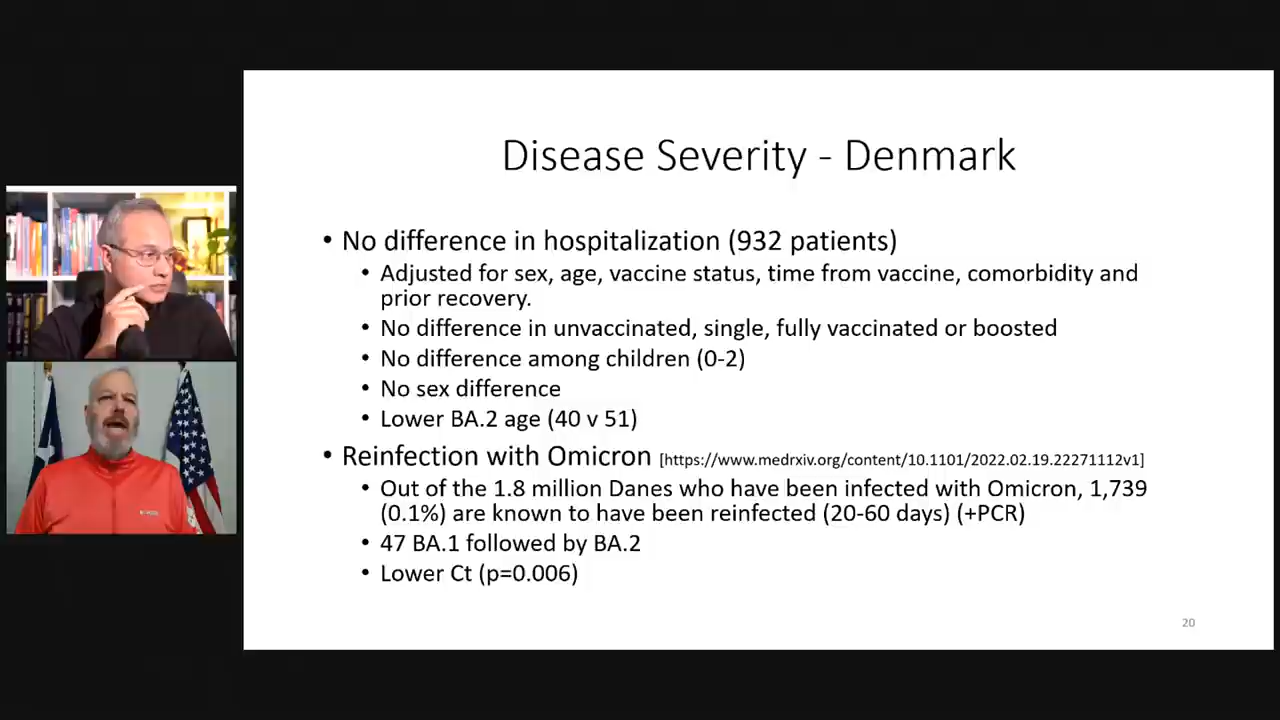 Disease Severity - Denmark
• No difference in hospitalization (932 patients)
• Adjusted for sex, age, vaccine status, time from vaccine, comorbidity and
prior recovery.
• No difference in unvaccinated, single, fully vaccinated or boosted
• No difference among children (0-2)
• No sex difference
• Lower BA.2 age (40 v 51)
• Reinfection with Omicron [https://www.medrxiv.org/content/10.1101/2022.02.19.22271112v1]
• Out of the 1.8 million Danes who have been infected with Omicron, 1,739
(0.1%) are known to have been reinfected (20-60 days) (+PCR)
• 47 BA.1 followed by BA.2
• Lower Ct (p=0.006)
20